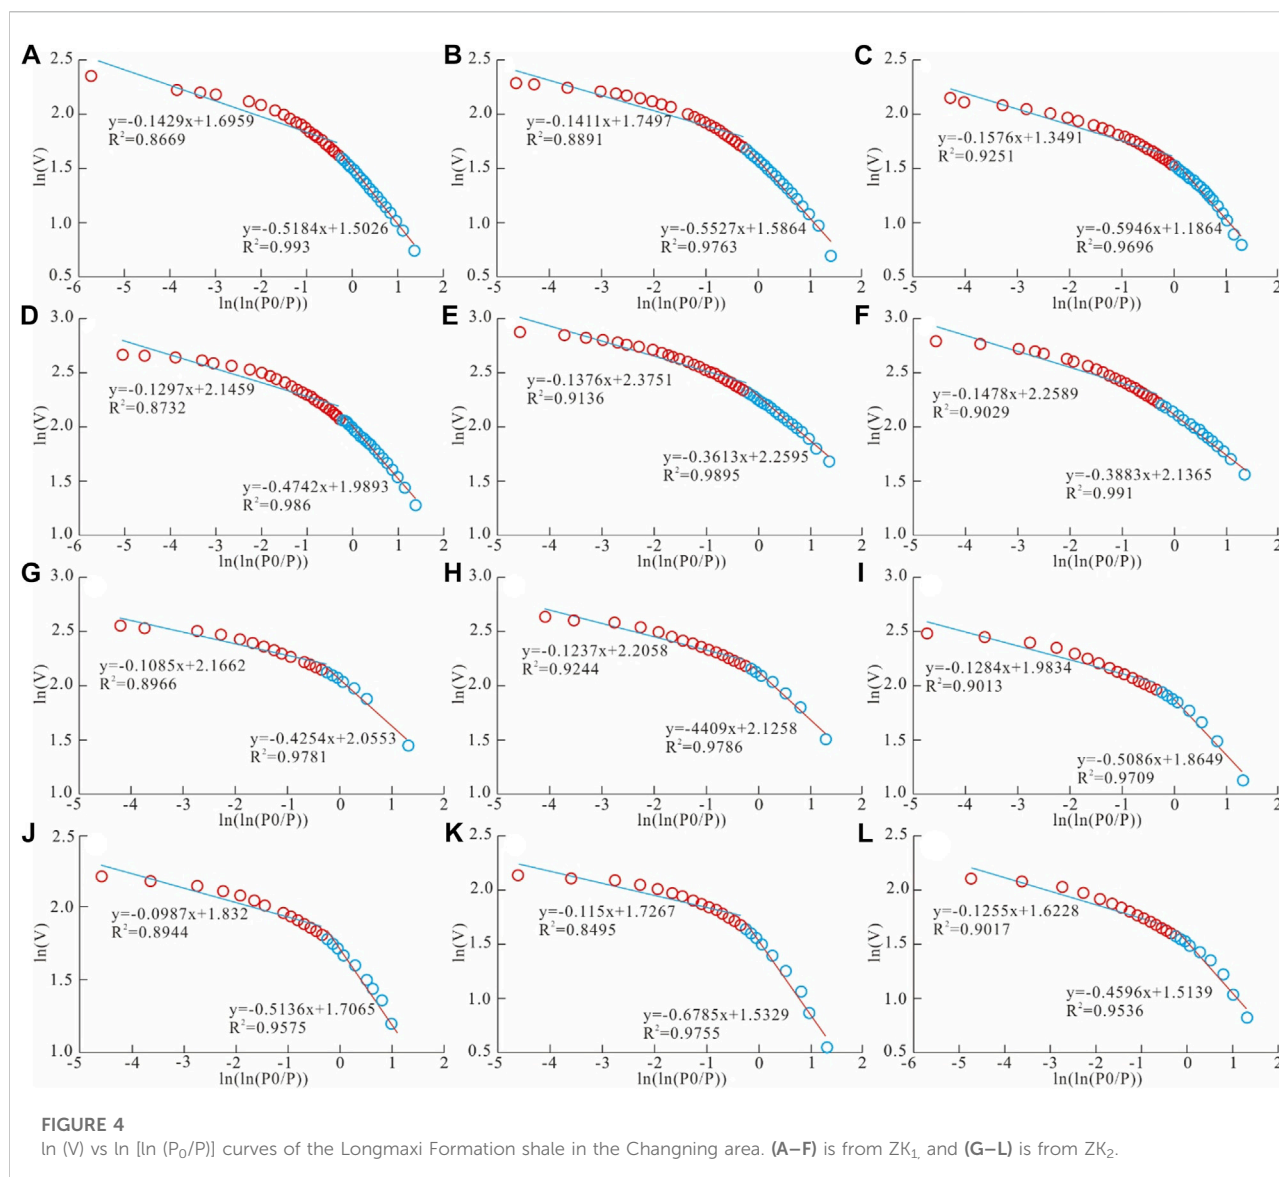 A
2.5
2.0
1.5
1.0
0.5
ln(V)
y=-0.1429x+1.6959
R²=0.8669
y=-0.5184x+1.5026
R²=0.993
-6 -5 -4 -3 -2 -1 0 1 2
ln(ln(P0/P))
B
y=-0.1411x+1.7497
R²=0.8891
y=-0.5527x+1.5864
R²=0.9763
-5 -4 -3 -2 -1 0 1 2
ln(ln(P0/P))
C
2.5
2.0
1.5
1.0
0.5
ln(V)
y=-0.1576x+1.3491
R²=0.9251
y=-0.5946x+1.1864
R²=0.9696
-5 -4 -3 -2 -1 0 1 2
ln(ln(P0/P))
D
3.0
2.5
2.0
1.5
1.0
ln(V)
y=-0.1297x+2.1459
R²=0.8732
y=-0.4742x+1.9893
R²=0.986
-6 -5 -4 -3 -2 -1 0 1 2
ln(ln(P0/P))
E
3.0
2.5
2.0
1.5
1.0
ln(V)
y=-0.1376x+2.3751
R²=0.9136
y=-0.3613x+2.2595
R²=0.9895
-5 -4 -3 -2 -1 0 1 2
ln(ln(P0/P))
F
3.0
2.5
2.0
1.5
1.0
ln(V)
y=-0.1478x+2.2589
R²=0.9029
y=-0.3883x+2.1365
R²=0.991
-5 -4 -3 -2 -1 0 1 2
ln(ln(P0/P))
G
3.0
2.5
2.0
1.5
1.0
ln(V)
y=-0.1085x+2.1662
R²=0.8966
y=-0.4254x+2.0553
R²=0.9781
-5 -4 -3 -2 -1 0 1 2
ln(ln(P0/P))
H
3.0
2.5
2.0
1.5
1.0
ln(V)
y=-0.1237x+2.2058
R²=0.9244
y=-4409x+2.1258
R²=0.9786
-5 -4 -3 -2 -1 0 1 2
ln(ln(P0/P))
I
3.0
2.5
2.0
1.5
1.0
ln(V)
y=-0.1284x+1.9834
R²=0.9013
y=-0.5086x+1.8649
R²=0.9709
-5 -4 -3 -2 -1 0 1 2
ln(ln(P0/P))
J
2.5
2.0
1.5
1.0
ln(V)
y=-0.0987x+1.832
R²=0.8944
y=-0.5136x+1.7065
R²=0.9575
-5 -4 -3 -2 -1 0 1 2
ln(ln(P0/P))
K
2.5
2.0
1.5
1.0
0.5
ln(V)
y=-0.115x+1.7267
R²=0.8495
y=-0.6785x+1.5329
R²=0.9755
-5 -4 -3 -2 -1 0 1 2
ln(ln(P0/P))
L
2.5
2.0
1.5
1.0
0.5
ln(V)
y=-0.1255x+1.6228
R²=0.9017
y=-0.4596x+1.5139
R²=0.9536
-6 -5 -4 -3 -2 -1 0 1 2
ln(ln(P0/P))
FIGURE 4
ln (V) vs ln [ln (P₀/P)] curves of the Longmaxi Formation shale in the Changning area. (A–F) is from ZK₁, and (G–L) is from ZK₂.